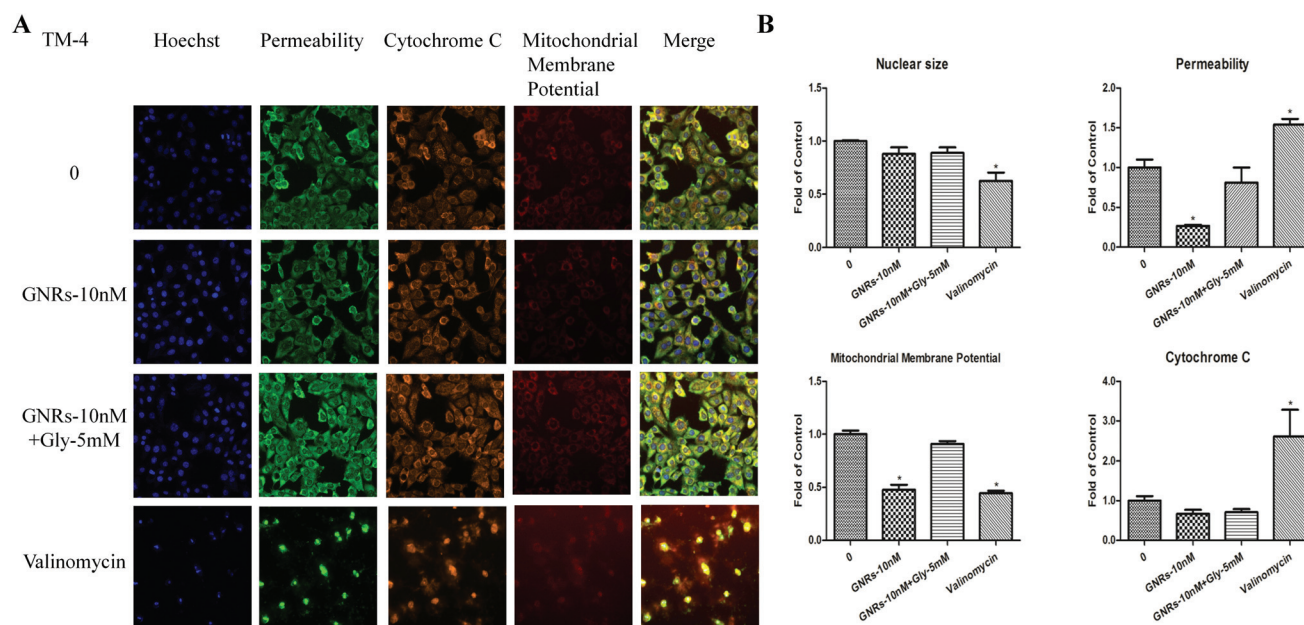 A
TM-4
Hoechst
Permeability
Cytochrome C
Mitochondrial
Membrane
Potential
Merge
0
GNRs-10nM
GNRs-10nM
+Gly-5mM
Valinomycin
B
Nuclear size
Fold of Control
1.5
1.0
0.5
0.0
*
0
GNRs-10nM
GNRs-10nM+Gly-5mM
Valinomycin
Permeability
Fold of Control
2.0
1.5
1.0
0.5
0.0
*
*
0
GNRs-10nM
GNRs-10nM+Gly-5mM
Valinomycin
Mitochondrial Membrane Potential
Fold of Control
1.5
1.0
0.5
0.0
*
*
0
GNRs-10nM
GNRs-10nM+Gly-5mM
Valinomycin
Cytochrome C
Fold of Control
4.0
3.0
2.0
1.0
0.0
*
0
GNRs-10nM
GNRs-10nM+Gly-5mM
Valinomycin